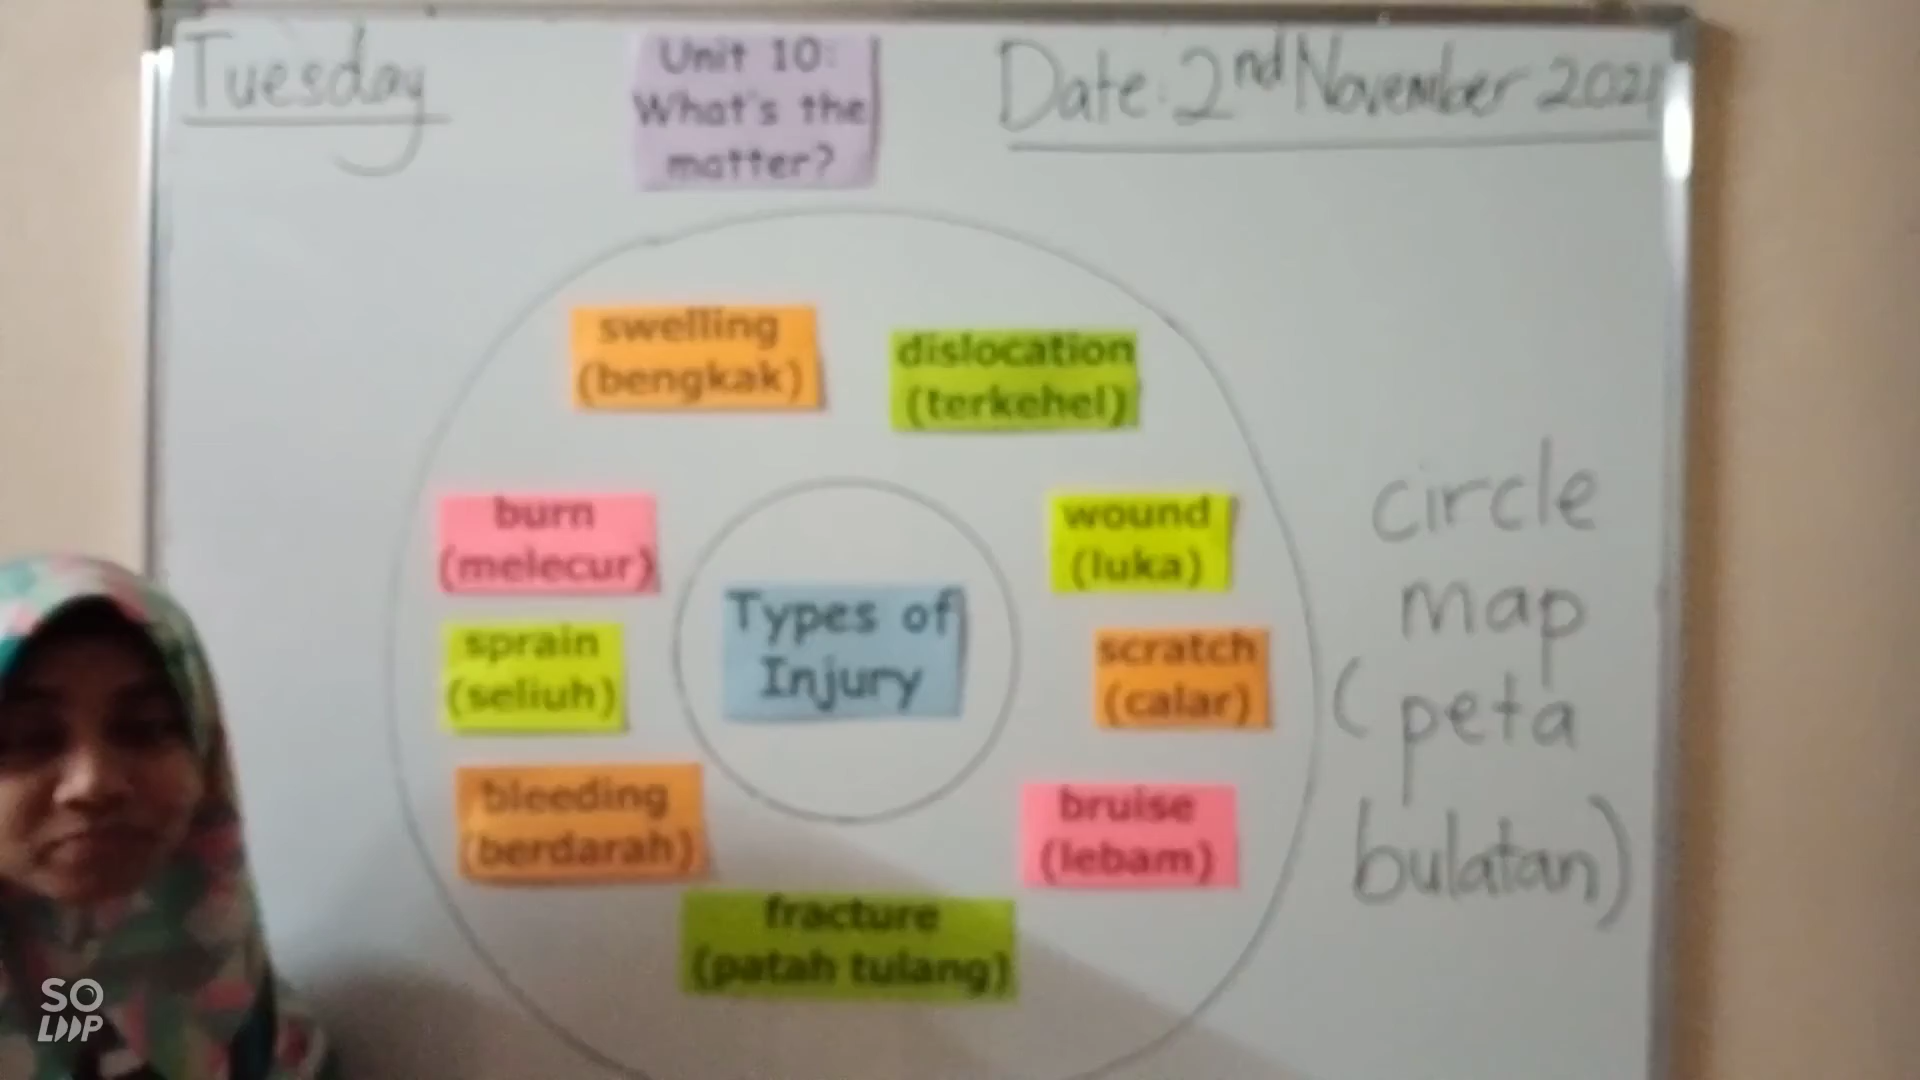 Tuesday
Unit 10:
What's the
matter?
Date: 2nd November 2021
swelling
(bengkak)
dislocation
(terkehel)
burn
(melecur)
wound
(luka)
sprain
(seliuh)
Types of
Injury
scratch
(calar)
bleeding
(berdarah)
bruise
(lebam)
fracture
(patah tulang)
circle
map
(peta
bulatan)
SO
LOOP